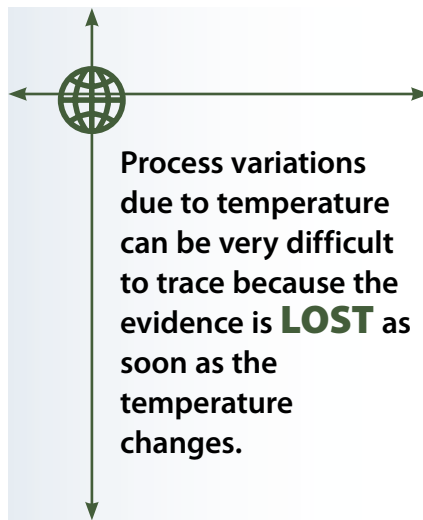 Process variations
due to temperature
can be very difficult
to trace because the
evidence is LOST as
soon as the
temperature
changes.